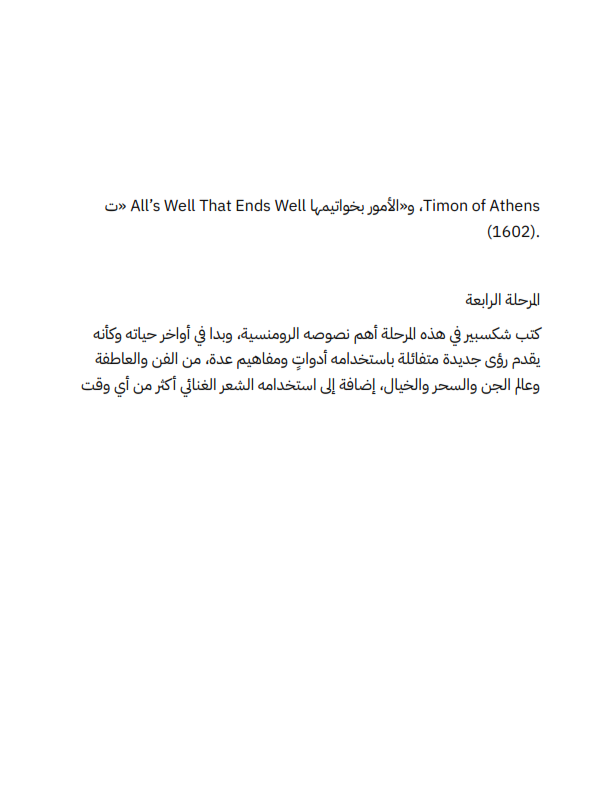 Timon of Athens، و«الأمور بخواتيمها All’s Well That Ends Well «ت
(1602).
المرحلة الرابعة
كتب شكسبير في هذه المرحلة أهم نصوصه الرومنسية، وبدا في أواخر حياته وكأنه
يقدم رؤى جديدة متفائلة باستخدامه أدواتٍ ومفاهيم عدة، من الفن والعاطفة
وعالم الجن والسحر والخيال، إضافة إلى استخدامه الشعر الغنائي أكثر من أي وقت